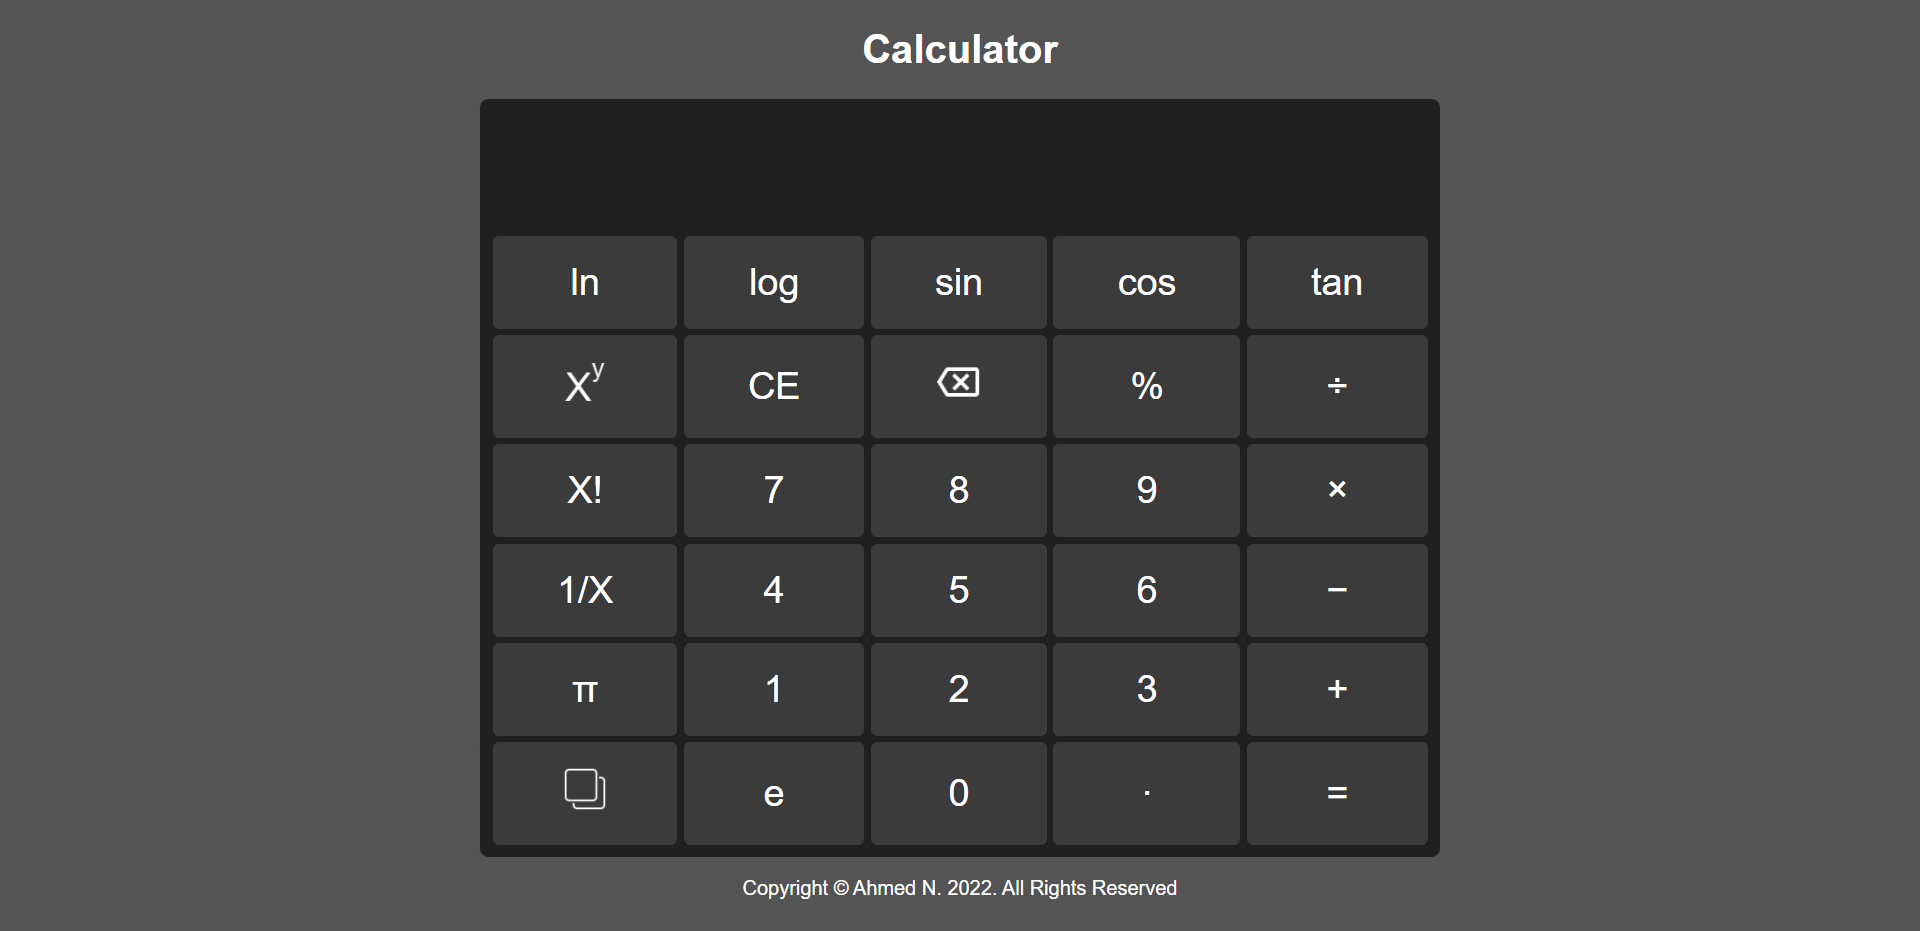 Calculator
ln log sin cos tan
Xy CE % ÷
X! 7 8 9 ×
1/X 4 5 6 −
π 1 2 3 +
e 0 · =
Copyright © Ahmed N. 2022. All Rights Reserved